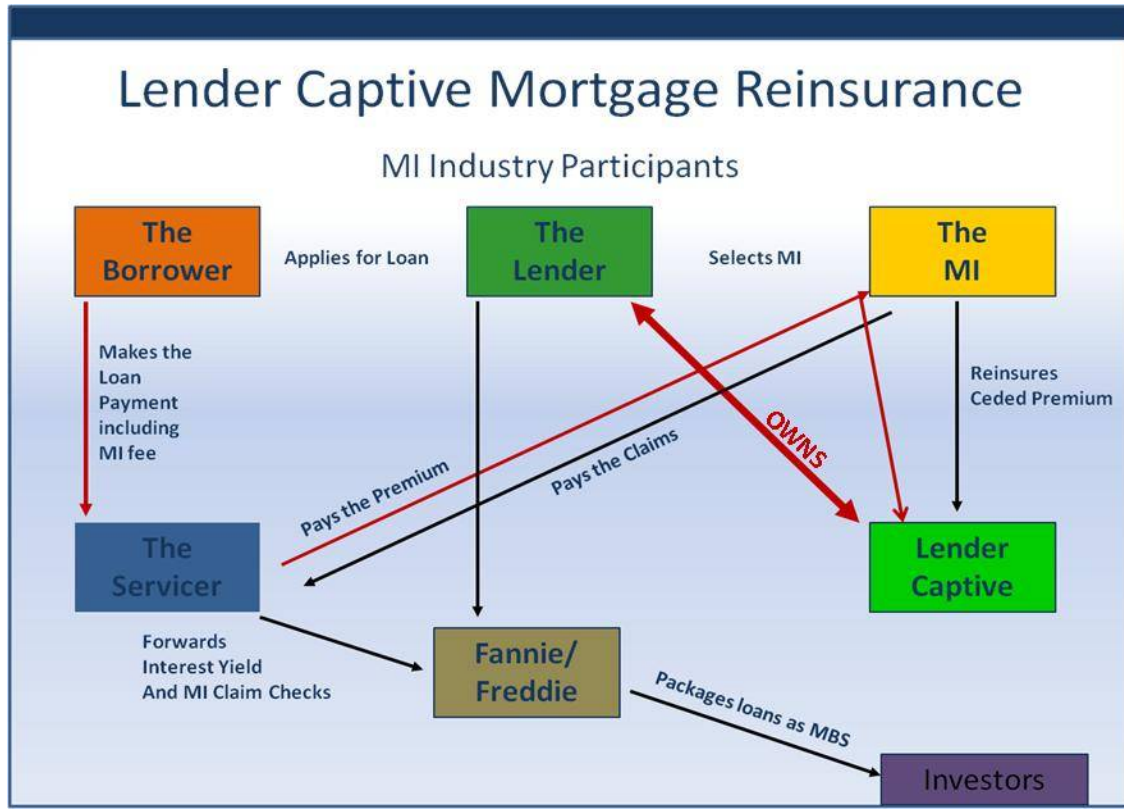 Lender Captive Mortgage Reinsurance
MI Industry Participants
The
Borrower
Applies for Loan
The
Lender
Selects MI
The
MI
Makes the
Loan
Payment
including
MI fee
Reinsures
Ceded Premium
OWNS
Pays the Premium
Pays the Claims
The
Servicer
Lender
Captive
Forwards
Interest Yield
And MI Claim Checks
Fannie/
Freddie
Packages loans as MBS
Investors